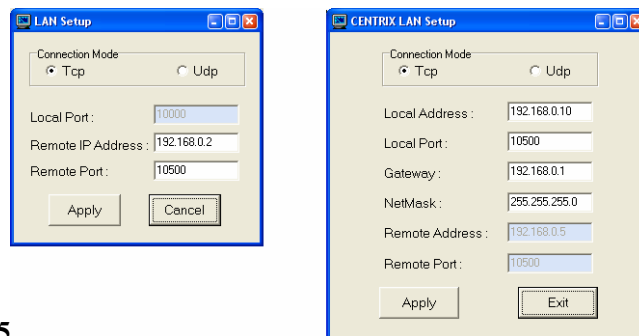 LAN Setup
Connection Mode
Tcp
Udp
Local Port :
10000
Remote IP Address :
192.168.0.2
Remote Port :
10500
Apply
Cancel
CENTRIX LAN Setup
Connection Mode
Tcp
Udp
Local Address :
192.168.0.10
Local Port :
10500
Gateway :
192.168.0.1
NetMask :
255.255.255.0
Remote Address :
192.168.0.5
Remote Port :
10500
Apply
Exit